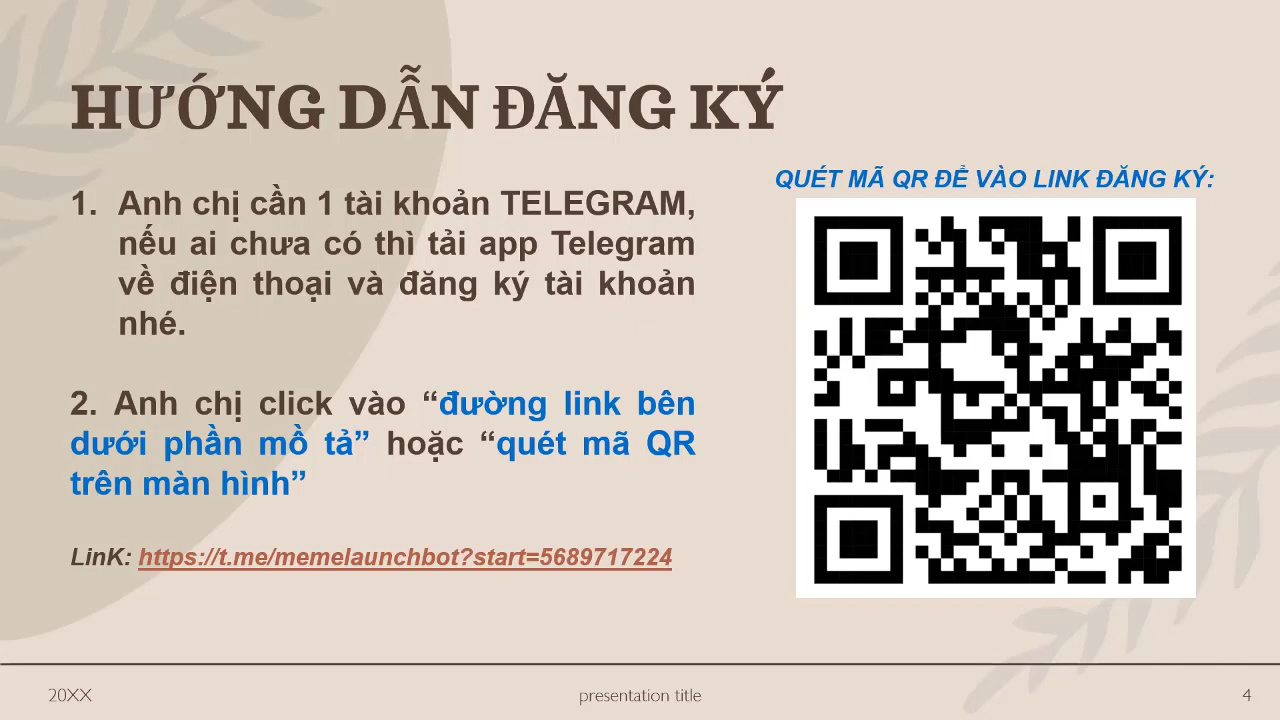 HƯỚNG DẪN ĐĂNG KÝ
1. Anh chị cần 1 tài khoản TELEGRAM,
nếu ai chưa có thì tải app Telegram
về điện thoại và đăng ký tài khoản
nhé.
2. Anh chị click vào “đường link bên
dưới phần mồ tả” hoặc “quét mã QR
trên màn hình”
LinK: https://t.me/memelaunchbot?start=5689717224
QUÉT MÃ QR ĐỂ VÀO LINK ĐĂNG KÝ:
20XX
presentation title
4